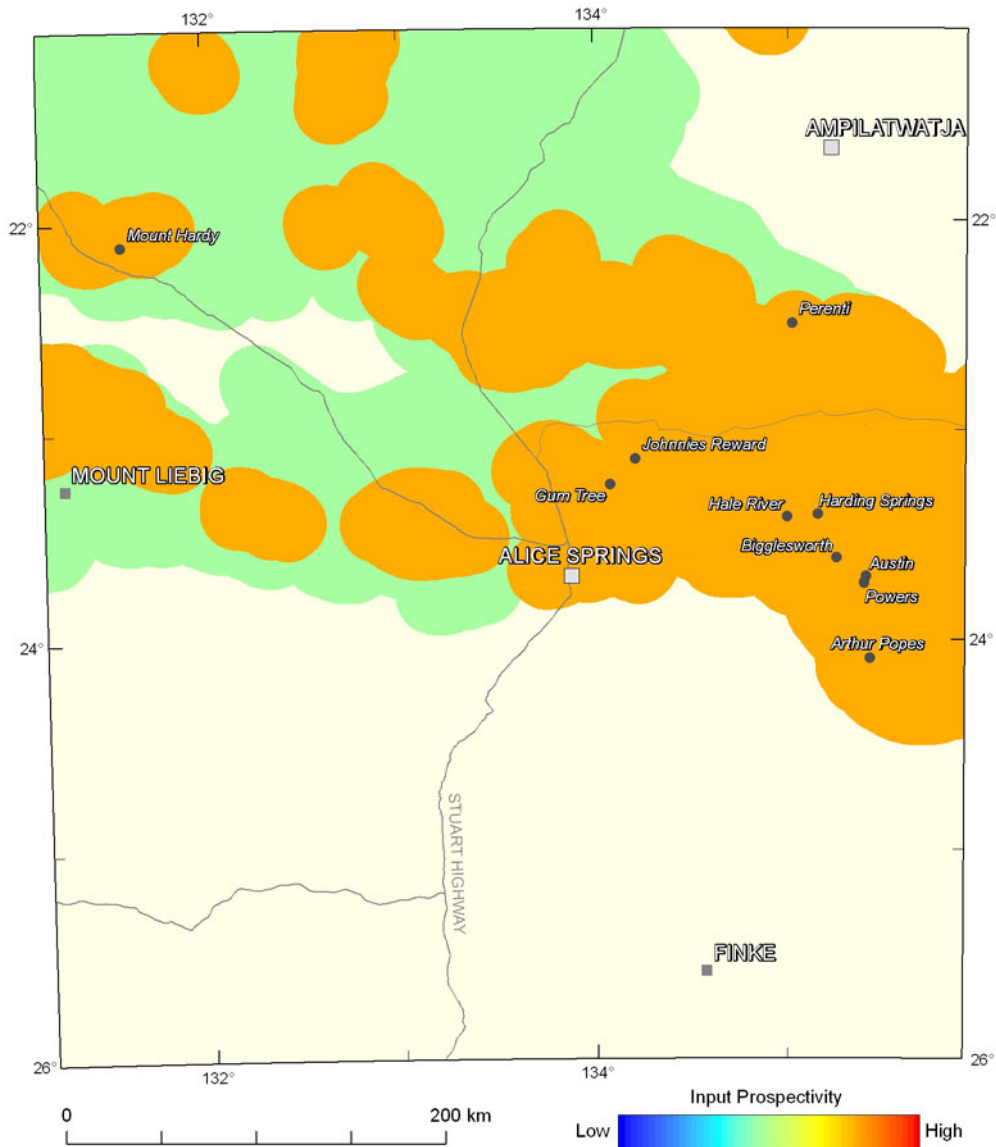 132°
134°
AMPILATWATJA
22°
22°
Mount Hardy
Perenti
Johnnies Reward
MOUNT LIEBIG
Gum Tree
Hale River
Harding Springs
Bigglesworth
ALICE SPRINGS
Austin
Powers
Arthur Popes
24°
24°
STUART HIGHWAY
FINKE
26°
26°
132°
134°
0
200 km
Input Prospectivity
Low
High